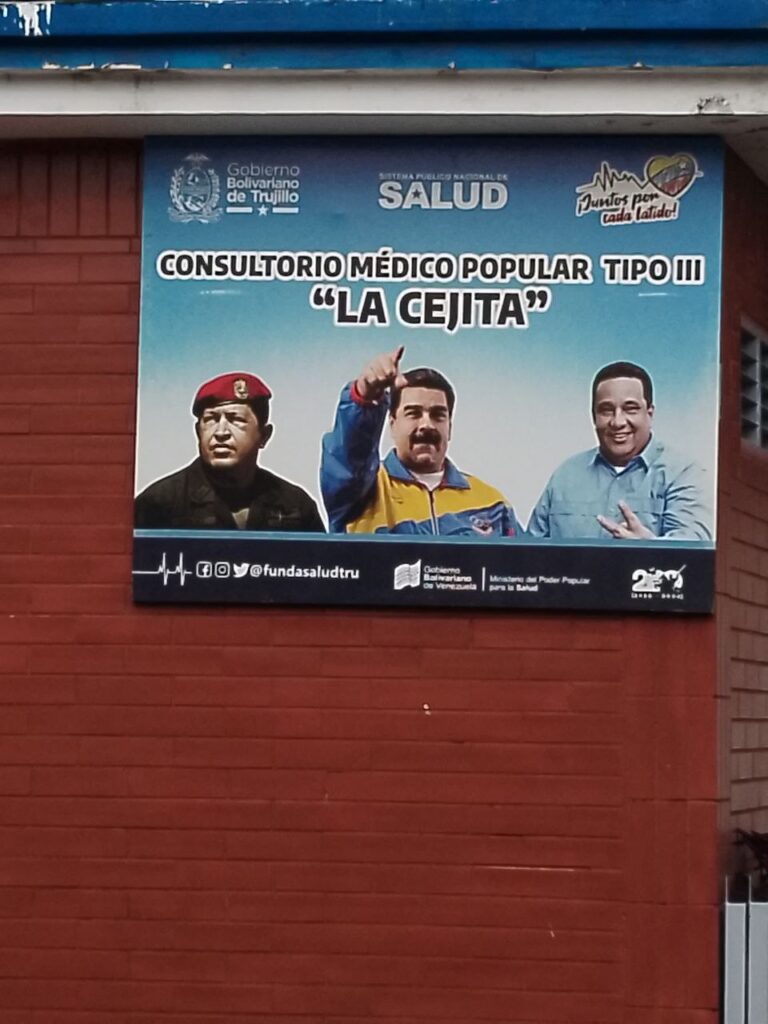 Gobierno
Bolivariano
de Trujillo
SISTEMA PÚBLICO NACIONAL DE
SALUD
¡Juntos por
cada latido!
CONSULTORIO MÉDICO POPULAR TIPO III
“LA CEJITA”
@fundasaludtru
Gobierno
Bolivariano
de Venezuela
Ministerio del Poder Popular
para la Salud